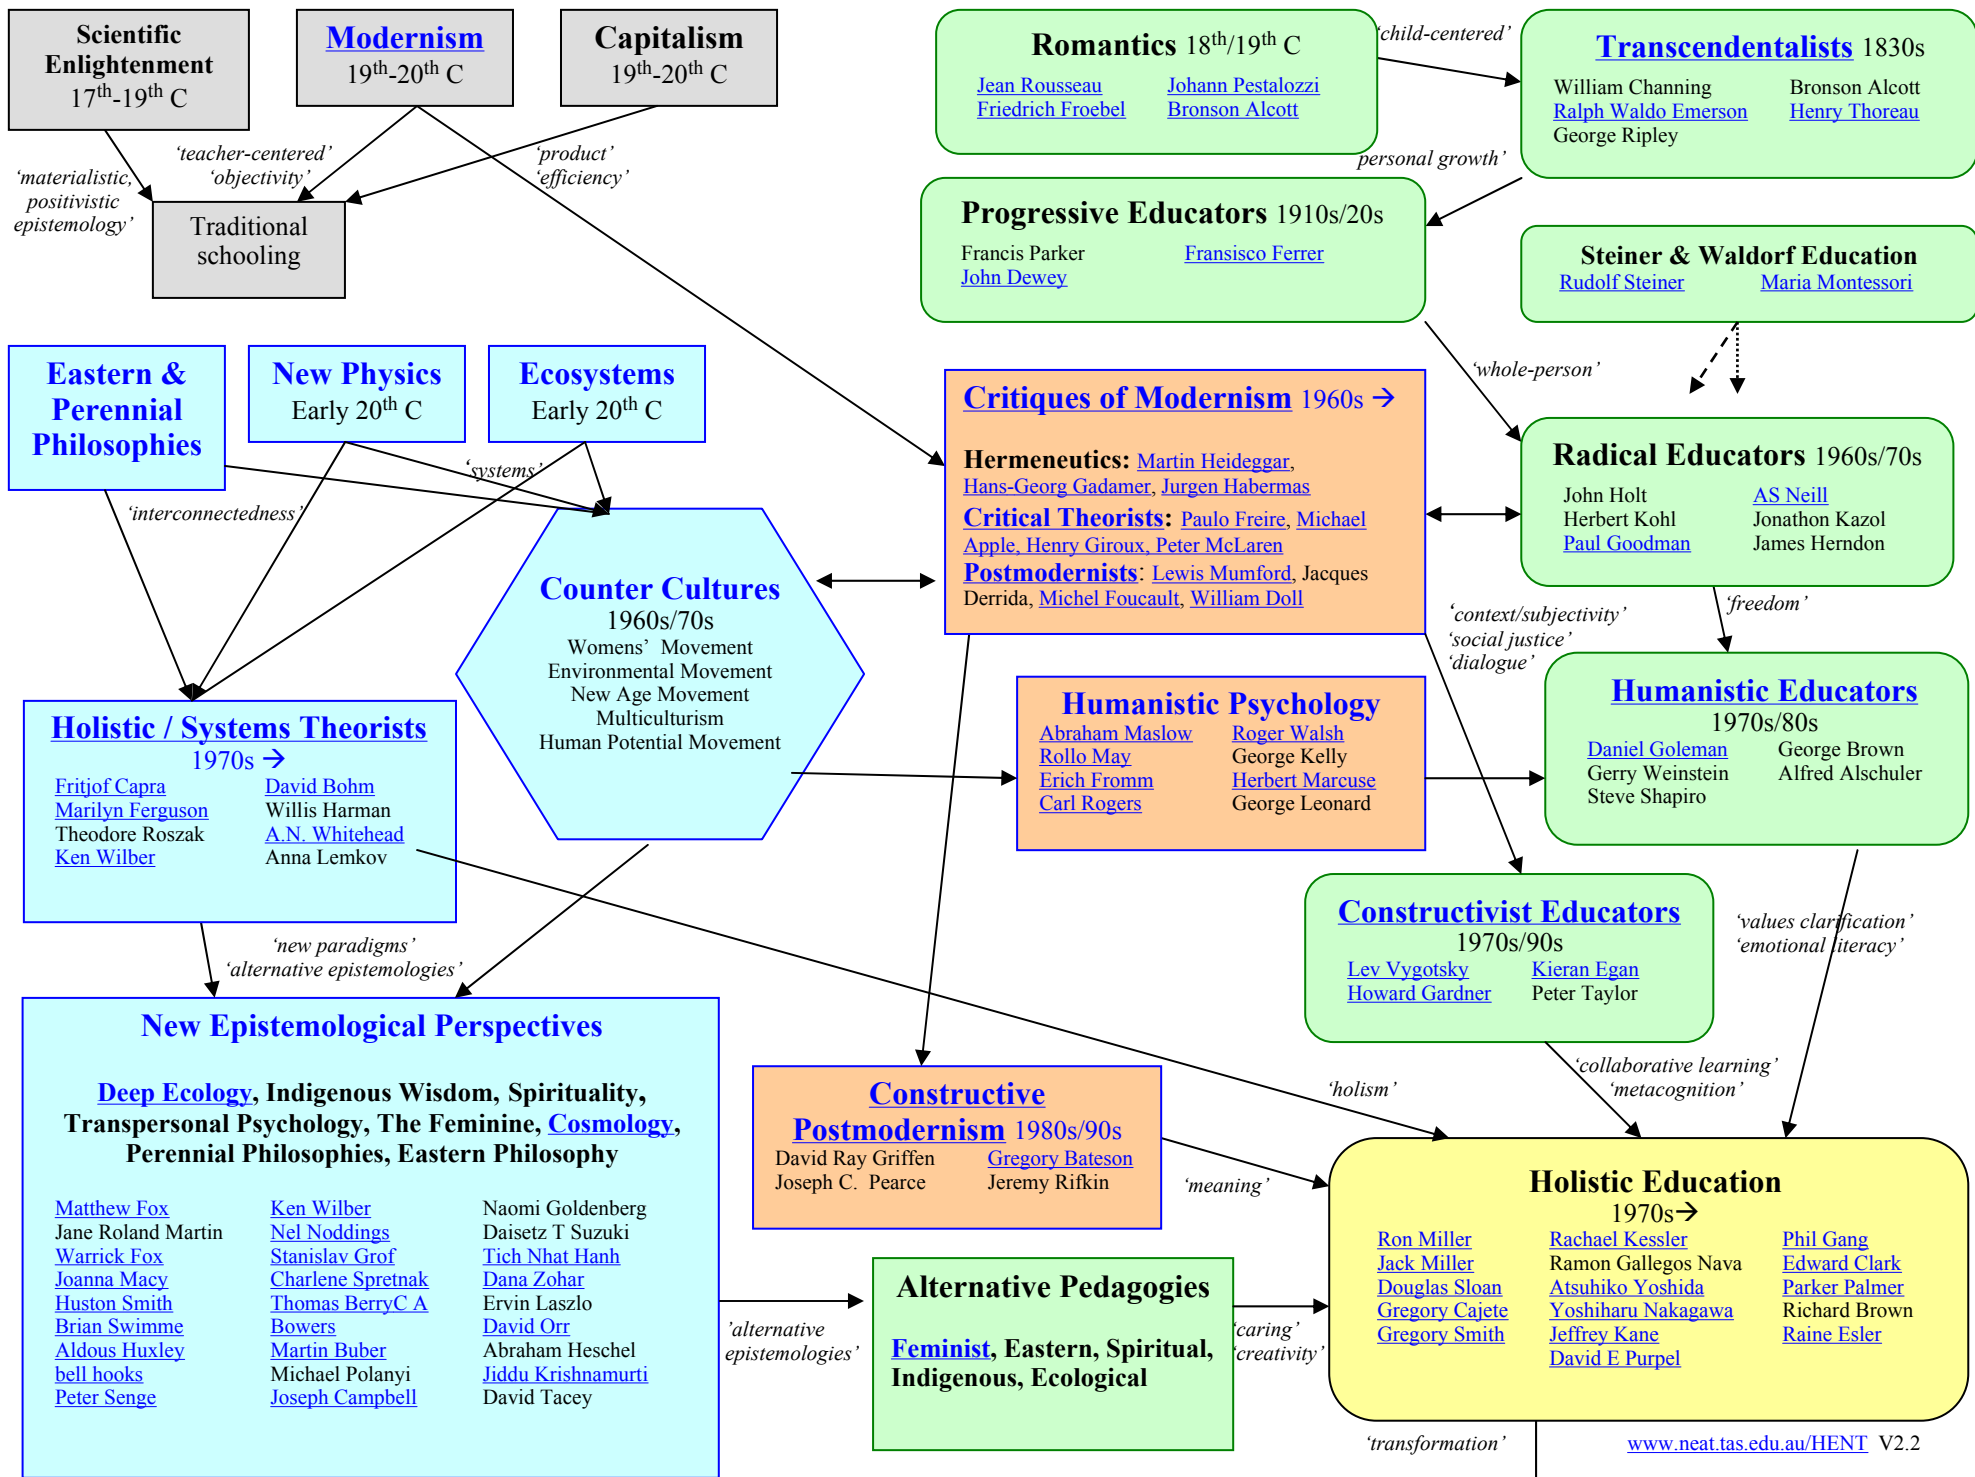 Scientific
Enlightenment
17th-19th C
Modernism
19th-20th C
Capitalism
19th-20th C
'materialistic,
positivistic
epistemology'
'teacher-centered'
'objectivity'
'product'
'efficiency'
Traditional
schooling
Romantics 18th/19th C
Jean Rousseau Johann Pestalozzi
Friedrich Froebel Bronson Alcott
'child-centered'
Transcendentalists 1830s
William Channing Bronson Alcott
Ralph Waldo Emerson Henry Thoreau
George Ripley
personal growth'
Progressive Educators 1910s/20s
Francis Parker Fransisco Ferrer
John Dewey
Steiner & Waldorf Education
Rudolf Steiner Maria Montessori
'whole-person'
Eastern &
Perennial
Philosophies
New Physics
Early 20th C
Ecosystems
Early 20th C
'systems'
'interconnectedness'
Critiques of Modernism 1960s →
Hermeneutics: Martin Heideggar,
Hans-Georg Gadamer, Jurgen Habermas
Critical Theorists: Paulo Freire, Michael
Apple, Henry Giroux, Peter McLaren
Postmodernists: Lewis Mumford, Jacques
Derrida, Michel Foucault, William Doll
Radical Educators 1960s/70s
John Holt AS Neill
Herbert Kohl Jonathon Kazol
Paul Goodman James Herndon
Counter Cultures
1960s/70s
Womens' Movement
Environmental Movement
New Age Movement
Multiculturism
Human Potential Movement
'context/subjectivity'
'social justice'
'dialogue'
'freedom'
Humanistic Psychology
Abraham Maslow Roger Walsh
Rollo May George Kelly
Erich Fromm Herbert Marcuse
Carl Rogers George Leonard
Humanistic Educators
1970s/80s
Daniel Goleman George Brown
Gerry Weinstein Alfred Alschuler
Steve Shapiro
Holistic / Systems Theorists
1970s →
Fritjof Capra David Bohm
Marilyn Ferguson Willis Harman
Theodore Roszak A.N. Whitehead
Ken Wilber Anna Lemkov
'new paradigms'
'alternative epistemologies'
Constructivist Educators
1970s/90s
Lev Vygotsky Kieran Egan
Howard Gardner Peter Taylor
'values clarification'
'emotional literacy'
'collaborative learning'
'metacognition'
'holism'
New Epistemological Perspectives
Deep Ecology, Indigenous Wisdom, Spirituality,
Transpersonal Psychology, The Feminine, Cosmology,
Perennial Philosophies, Eastern Philosophy
Matthew Fox Ken Wilber Naomi Goldenberg
Jane Roland Martin Nel Noddings Daisetz T Suzuki
Warrick Fox Stanislav Grof Tich Nhat Hanh
Joanna Macy Charlene Spretnak Dana Zohar
Huston Smith Thomas BerryC A Ervin Laszlo
Brian Swimme Bowers David Orr
Aldous Huxley Martin Buber Abraham Heschel
bell hooks Michael Polanyi Jiddu Krishnamurti
Peter Senge Joseph Campbell David Tacey
Constructive
Postmodernism 1980s/90s
David Ray Griffen Gregory Bateson
Joseph C. Pearce Jeremy Rifkin
'meaning'
'alternative
epistemologies'
Alternative Pedagogies
Feminist, Eastern, Spiritual,
Indigenous, Ecological
'caring'
'creativity'
Holistic Education
1970s→
Ron Miller Rachael Kessler Phil Gang
Jack Miller Ramon Gallegos Nava Edward Clark
Douglas Sloan Atsuhiko Yoshida Parker Palmer
Gregory Cajete Yoshiharu Nakagawa Richard Brown
Gregory Smith Jeffrey Kane Raine Esler
David E Purpel
'transformation'
www.neat.tas.edu.au/HENT V2.2